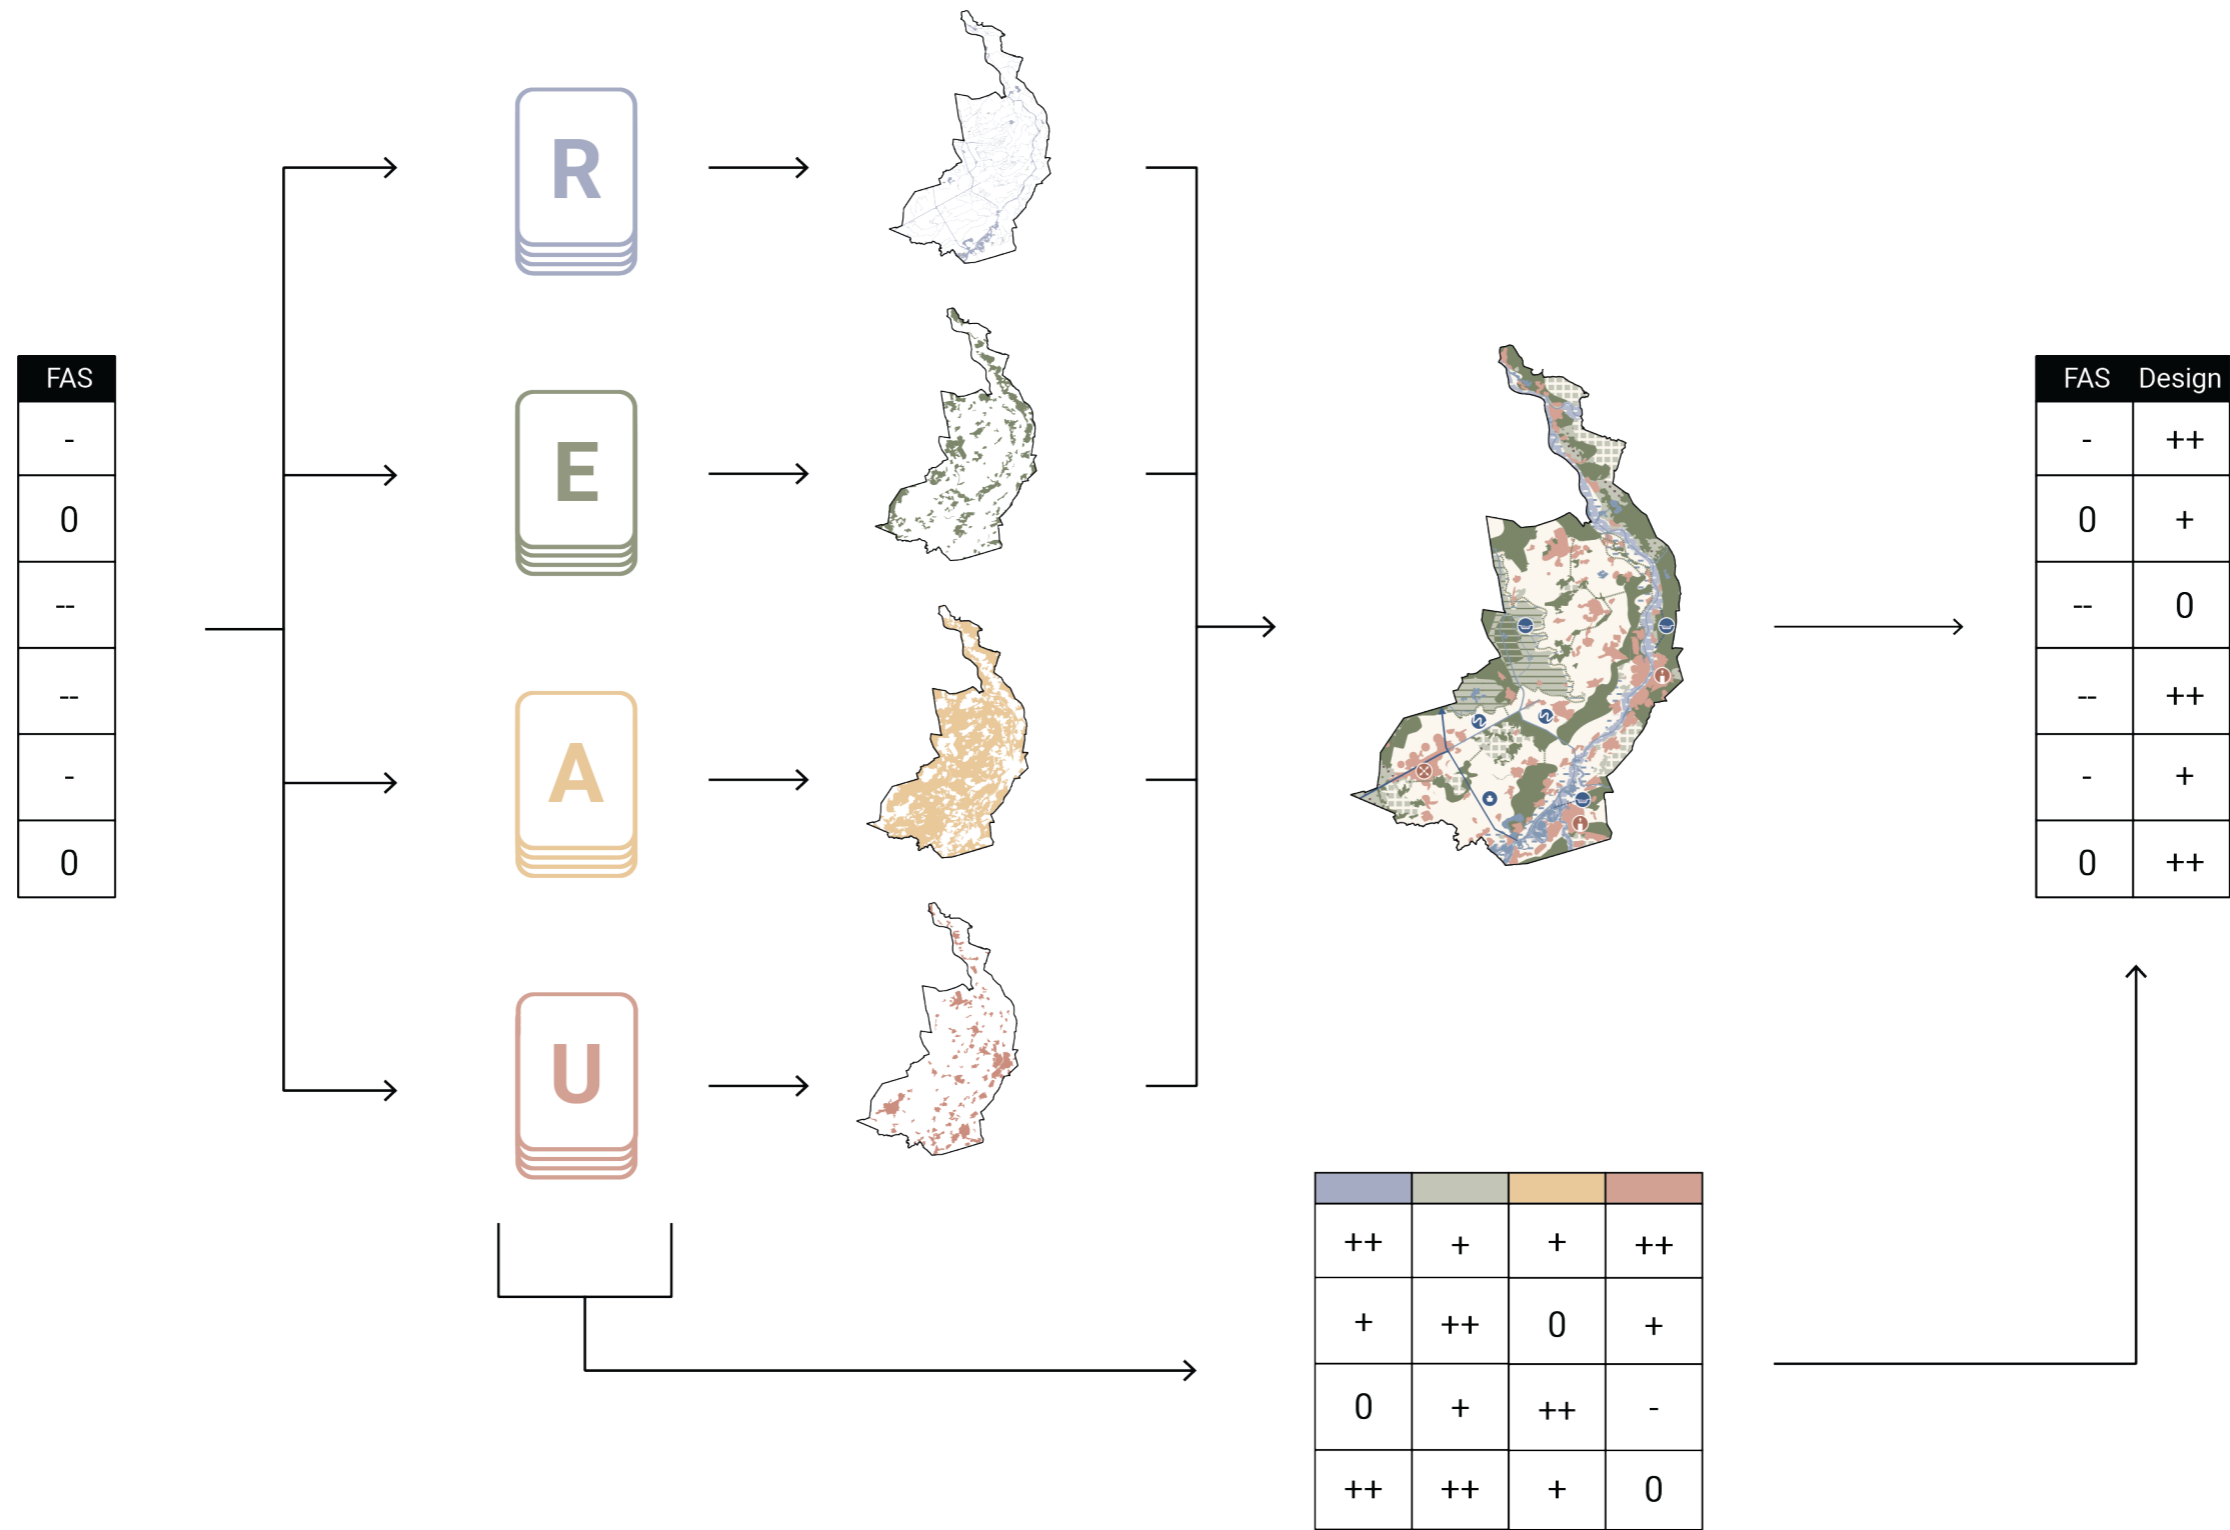 R
E
A
U
FAS
-
0
--
--
-
0
FAS Design
- ++
0 +
-- 0
-- ++
- +
0 ++
++ + + ++
+ ++ 0 +
0 + ++ -
++ ++ + 0